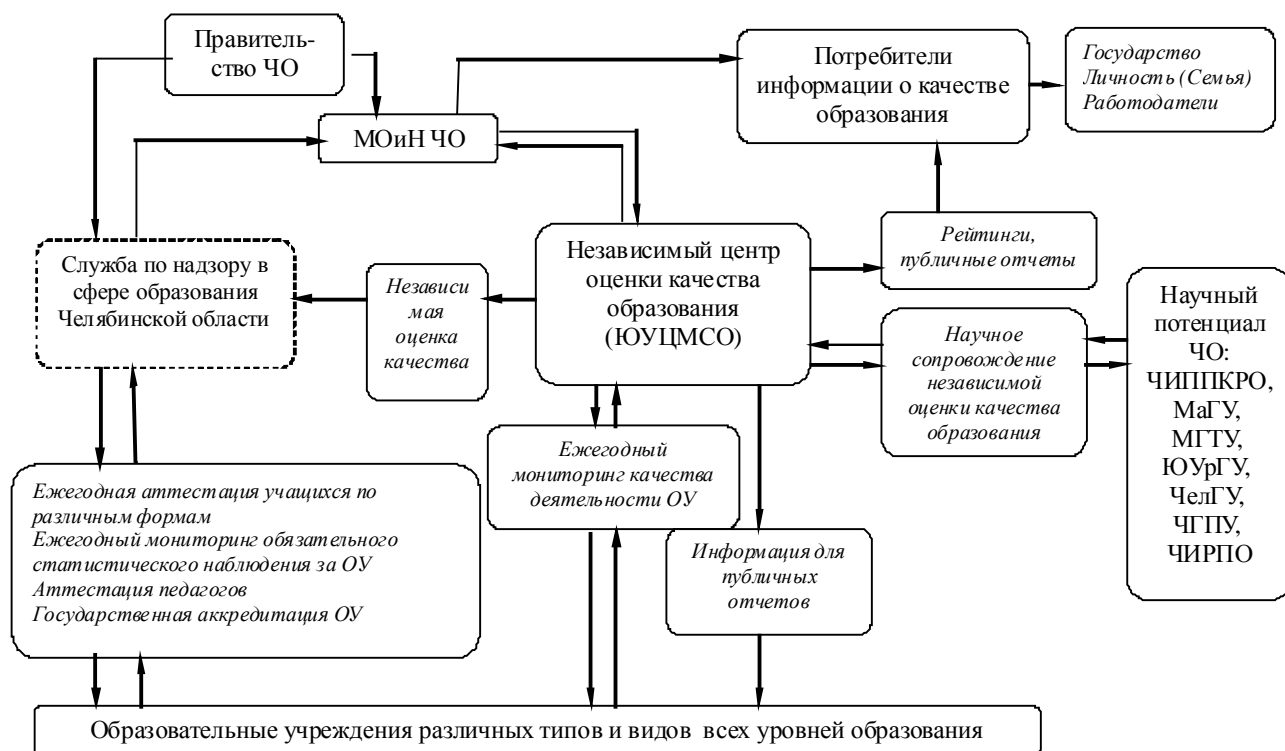 Правитель-
ство ЧО
Потребители
информации о качестве
образования
Государство
Личность (Семья)
Работодатели
МОиН ЧО
Служба по надзору в
сфере образования
Челябинской области
Независи
мая
оценка
качества
Независимый центр
оценки качества
образования
(ЮУЦМСО)
Рейтинги,
публичные отчеты
Научное
сопровождение
независимой
оценки качества
образования
Научный
потенциал
ЧО:
ЧИППКРО,
МаГУ,
МГТУ,
ЮУрГУ,
ЧелГУ,
ЧГПУ,
ЧИРПО
Ежегодная аттестация учащихся по
различным формам
Ежегодный мониторинг обязательного
статистического наблюдения за ОУ
Аттестация педагогов
Государственная аккредитация ОУ
Ежегодный
мониторинг качества
деятельности ОУ
Информация для
публичных
отчетов
Образовательные учреждения различных типов и видов всех уровней образования